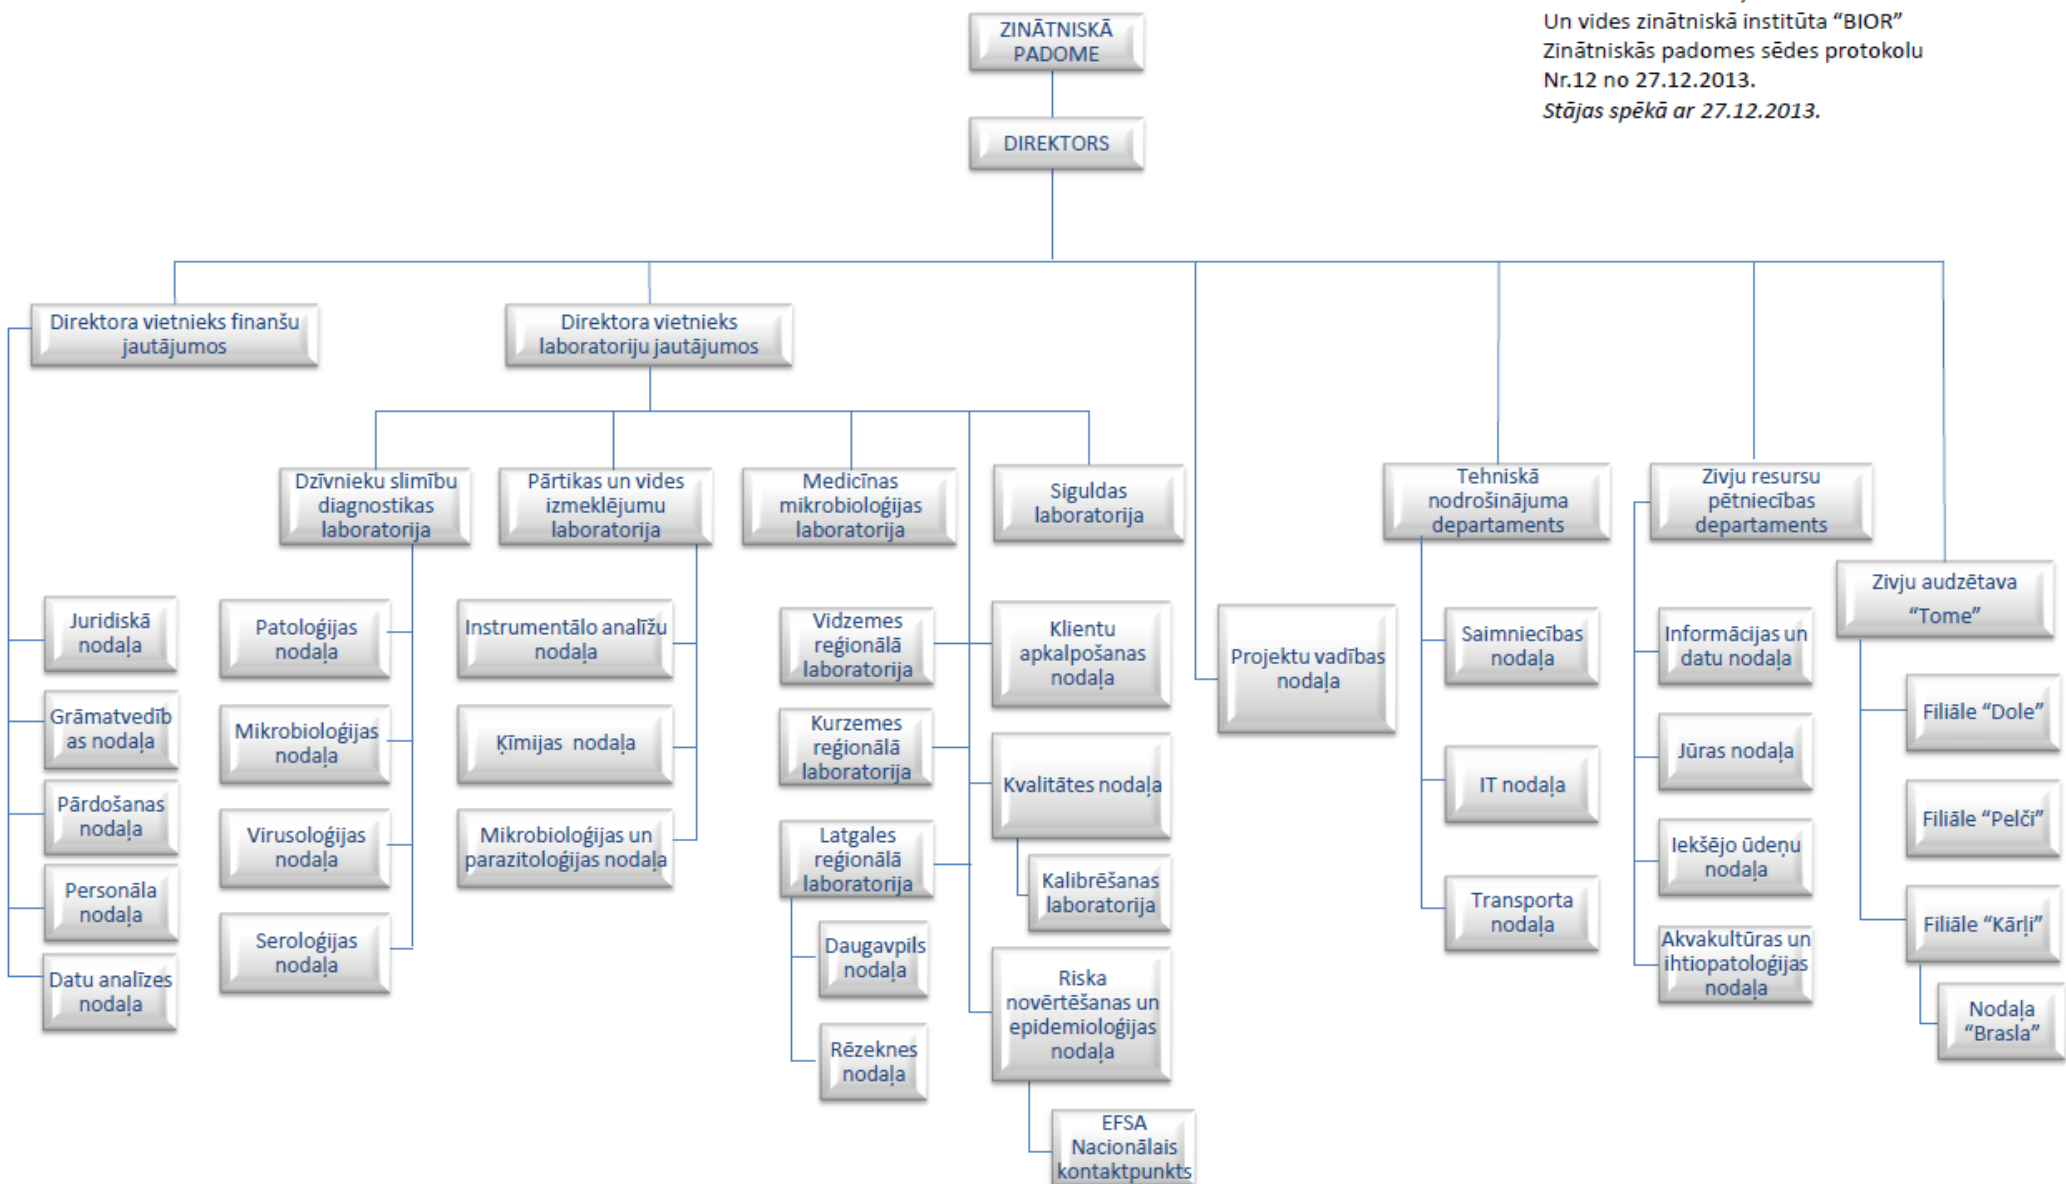 Un vides zinātniskā institūta “BIOR”
Zinātniskās padomes sēdes protokolu
Nr.12 no 27.12.2013.
Stājas spēkā ar 27.12.2013.
ZINĀTNISKĀ
PADOME
DIREKTORS
Direktora vietnieks finanšu
jautājumos
Direktora vietnieks
laboratoriju jautājumos
Dzīvnieku slimību
diagnostikas
laboratorija
Pārtikas un vides
izmeklējumu
laboratorija
Medicīnas
mikrobioloģijas
laboratorija
Siguldas
laboratorija
Tehniskā
nodrošinājuma
departaments
Zivju resursu
pētniecības
departaments
Zivju audzētava
“Tome”
Juridiskā
nodaļa
Grāmatvedīb
as nodaļa
Pārdošanas
nodaļa
Personāla
nodaļa
Datu analīzes
nodaļa
Patoloģijas
nodaļa
Mikrobioloģijas
nodaļa
Virusoloģijas
nodaļa
Seroloģijas
nodaļa
Instrumentālo analīžu
nodaļa
Ķīmijas nodaļa
Mikrobioloģijas un
parazitoloģijas nodaļa
Vidzemes
reģionālā
laboratorija
Kurzemes
reģionālā
laboratorija
Latgales
reģionālā
laboratorija
Daugavpils
nodaļa
Rēzeknes
nodaļa
Klientu
apkalpošanas
nodaļa
Kvalitātes nodaļa
Kalibrēšanas
laboratorija
Riska
novērtēšanas un
epidemioloģijas
nodaļa
EFSA
Nacionālais
kontaktpunkts
Projektu vadības
nodaļa
Saimniecības
nodaļa
IT nodaļa
Transporta
nodaļa
Informācijas un
datu nodaļa
Jūras nodaļa
Iekšējo ūdeņu
nodaļa
Akvakultūras un
ihtiopatoloģijas
nodaļa
Filiāle “Dole”
Filiāle “Pelči”
Filiāle “Kārļi”
Nodaļa
“Brasla”